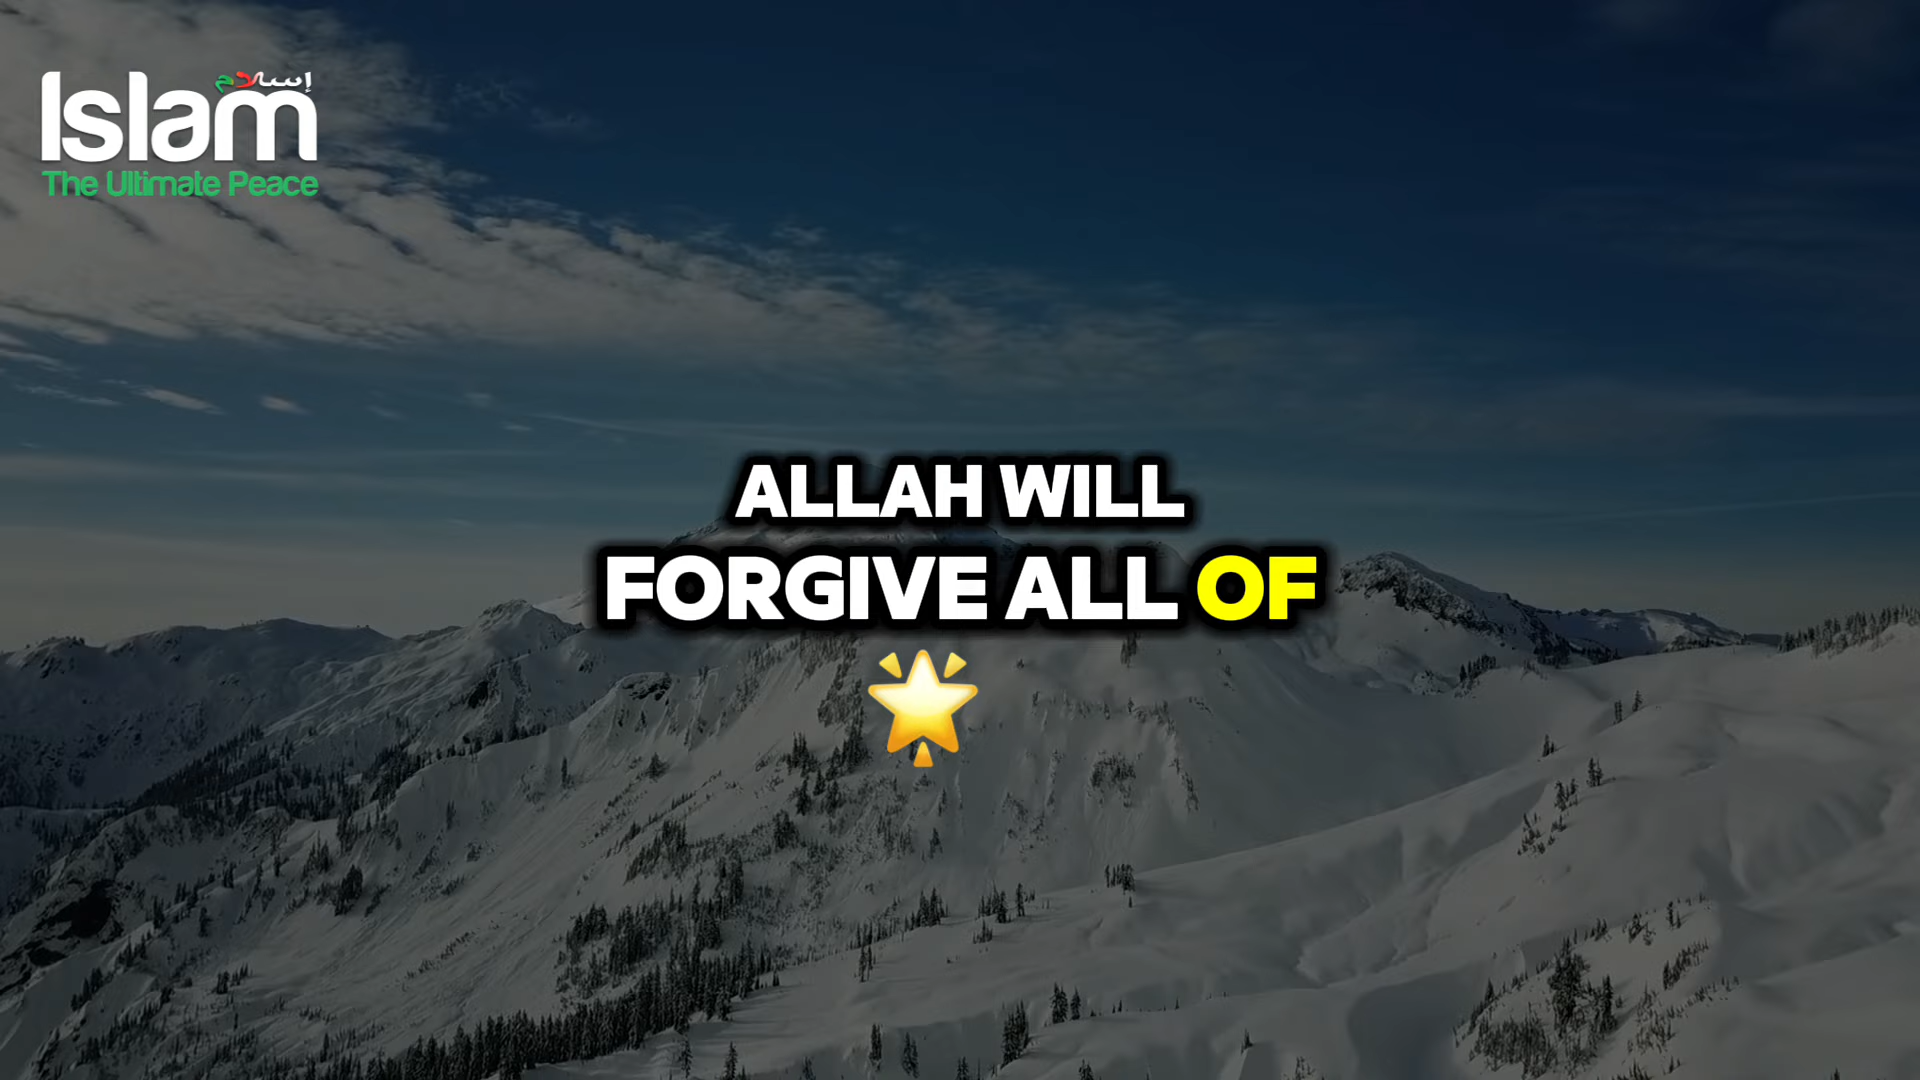 إسلام
Islam
The Ultimate Peace
ALLAH WILL
FORGIVE ALL OF